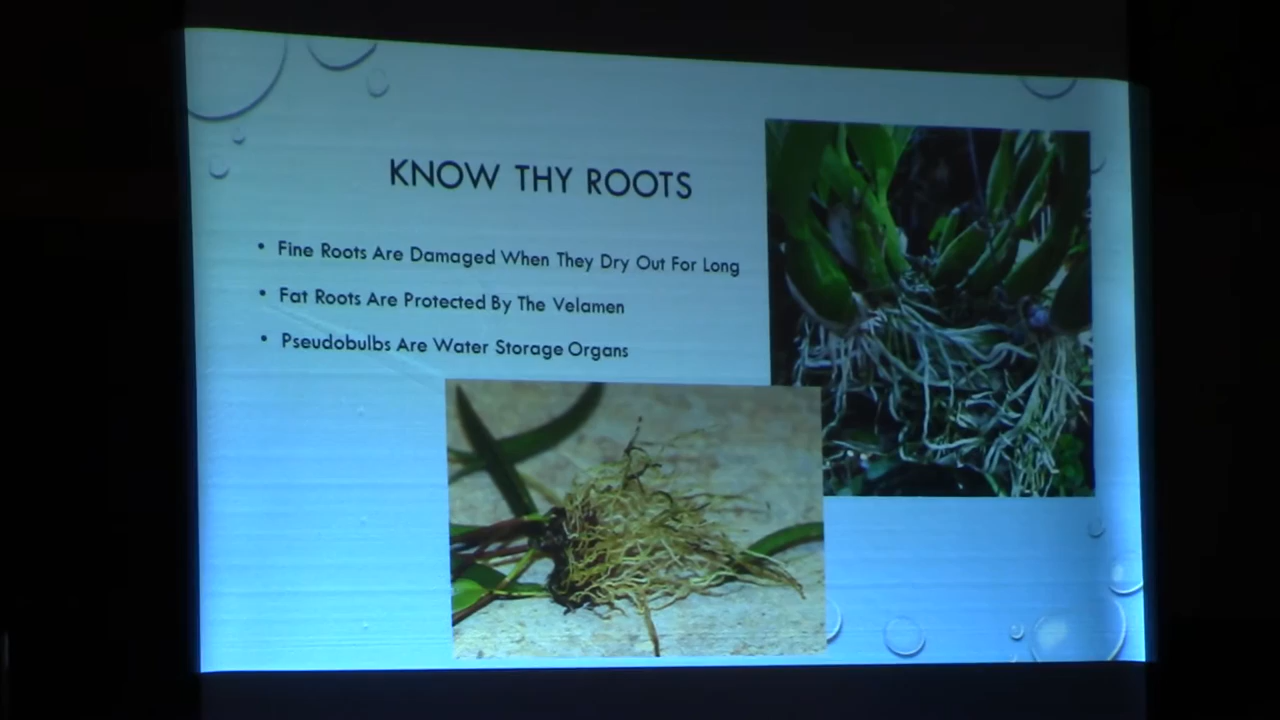 KNOW THY ROOTS
• Fine Roots Are Damaged When They Dry Out For Long
• Fat Roots Are Protected By The Velamen
• Pseudobulbs Are Water Storage Organs